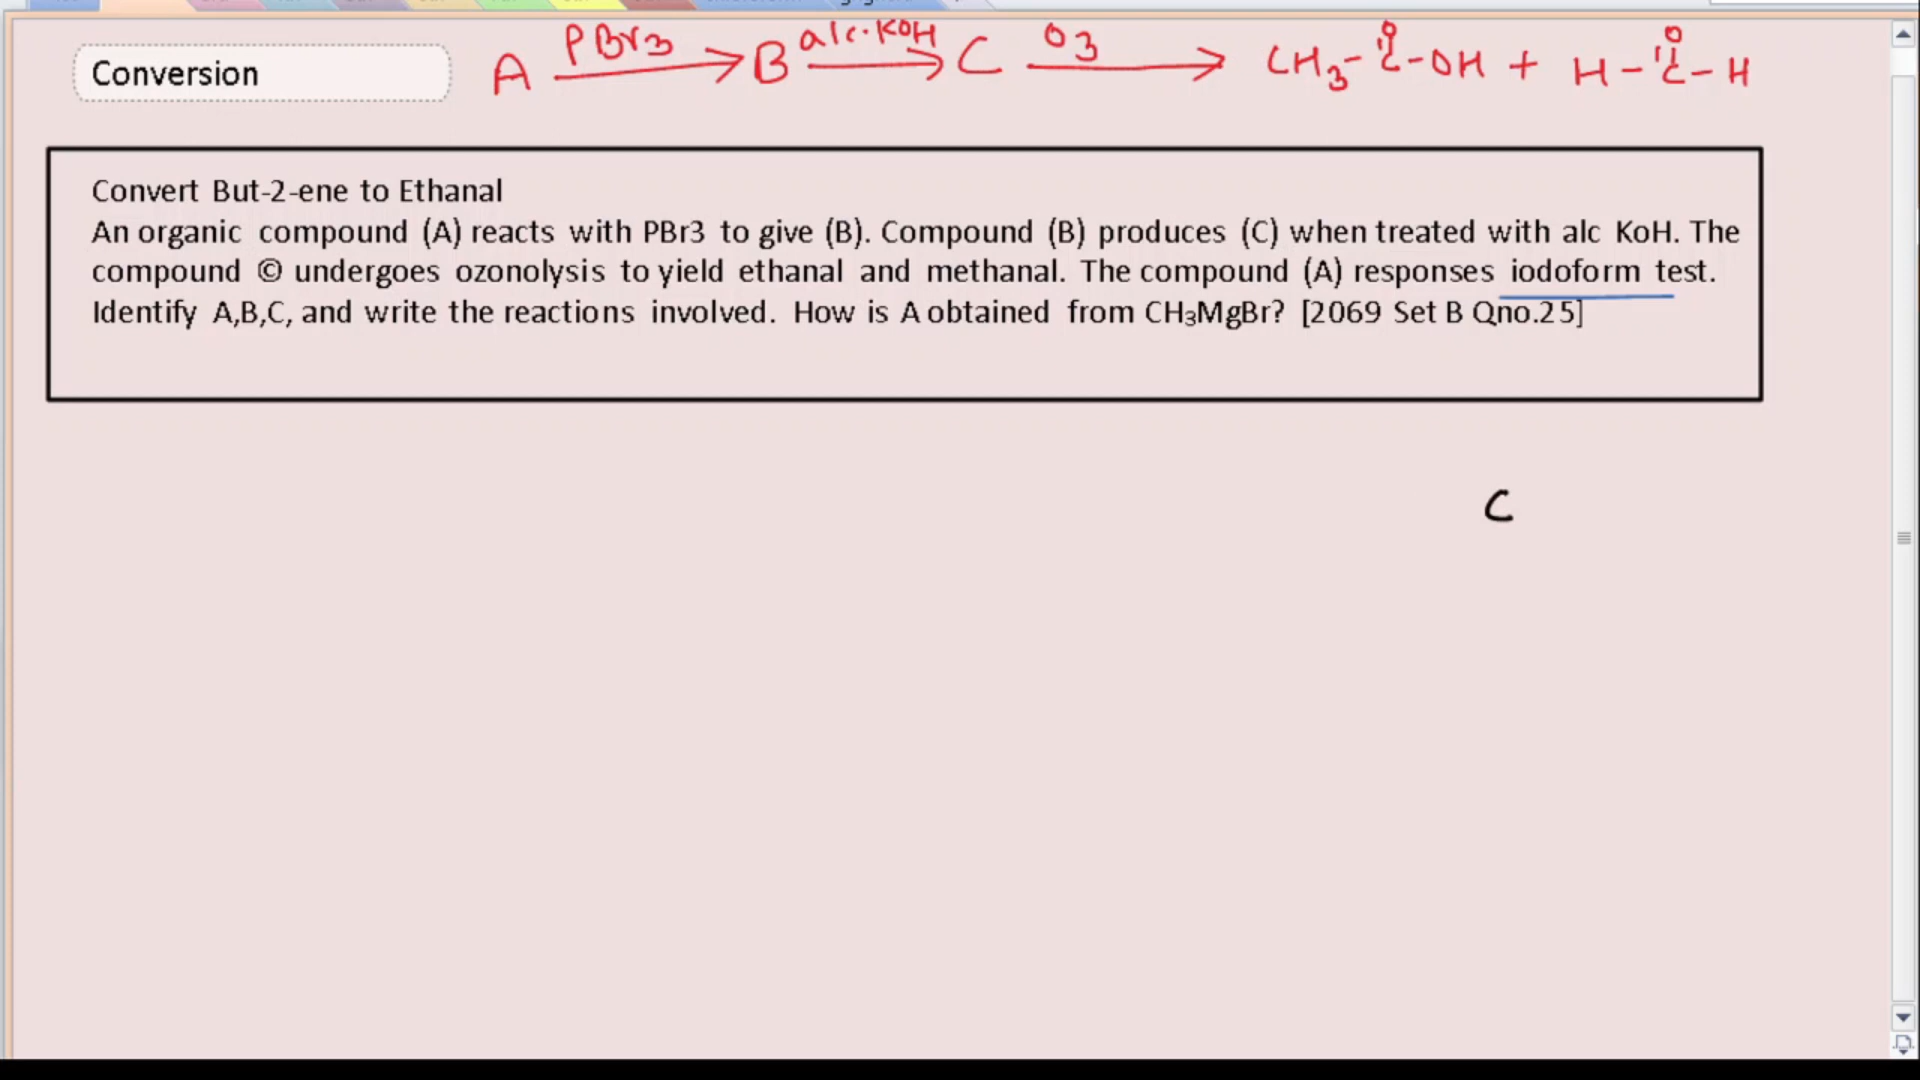 Conversion
A PBr3 → B alc.KOH → C O3 → CH3-C-OH + H-C-H
O O
Convert But-2-ene to Ethanal
An organic compound (A) reacts with PBr3 to give (B). Compound (B) produces (C) when treated with alc KoH. The
compound © undergoes ozonolysis to yield ethanal and methanal. The compound (A) responses iodoform test.
Identify A,B,C, and write the reactions involved. How is A obtained from CH₃MgBr? [2069 Set B Qno.25]
C